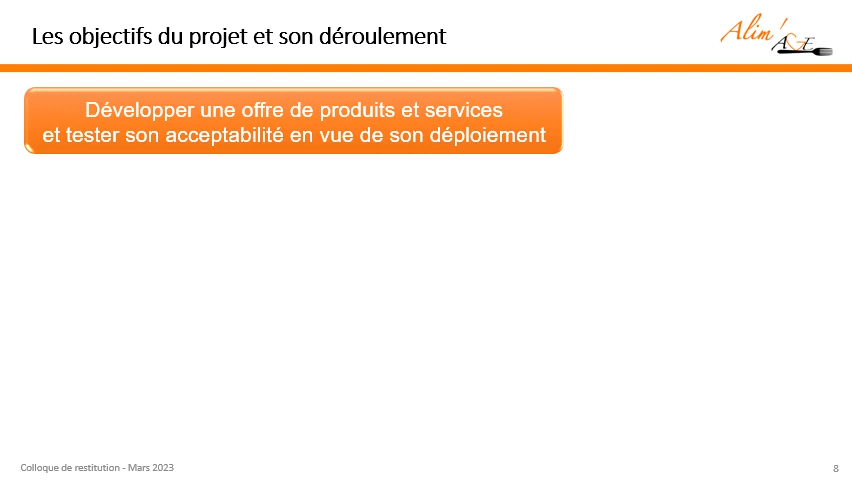 Les objectifs du projet et son déroulement
Alim'
AGE
Développer une offre de produits et services
et tester son acceptabilité en vue de son déploiement
Colloque de restitution - Mars 2023
8